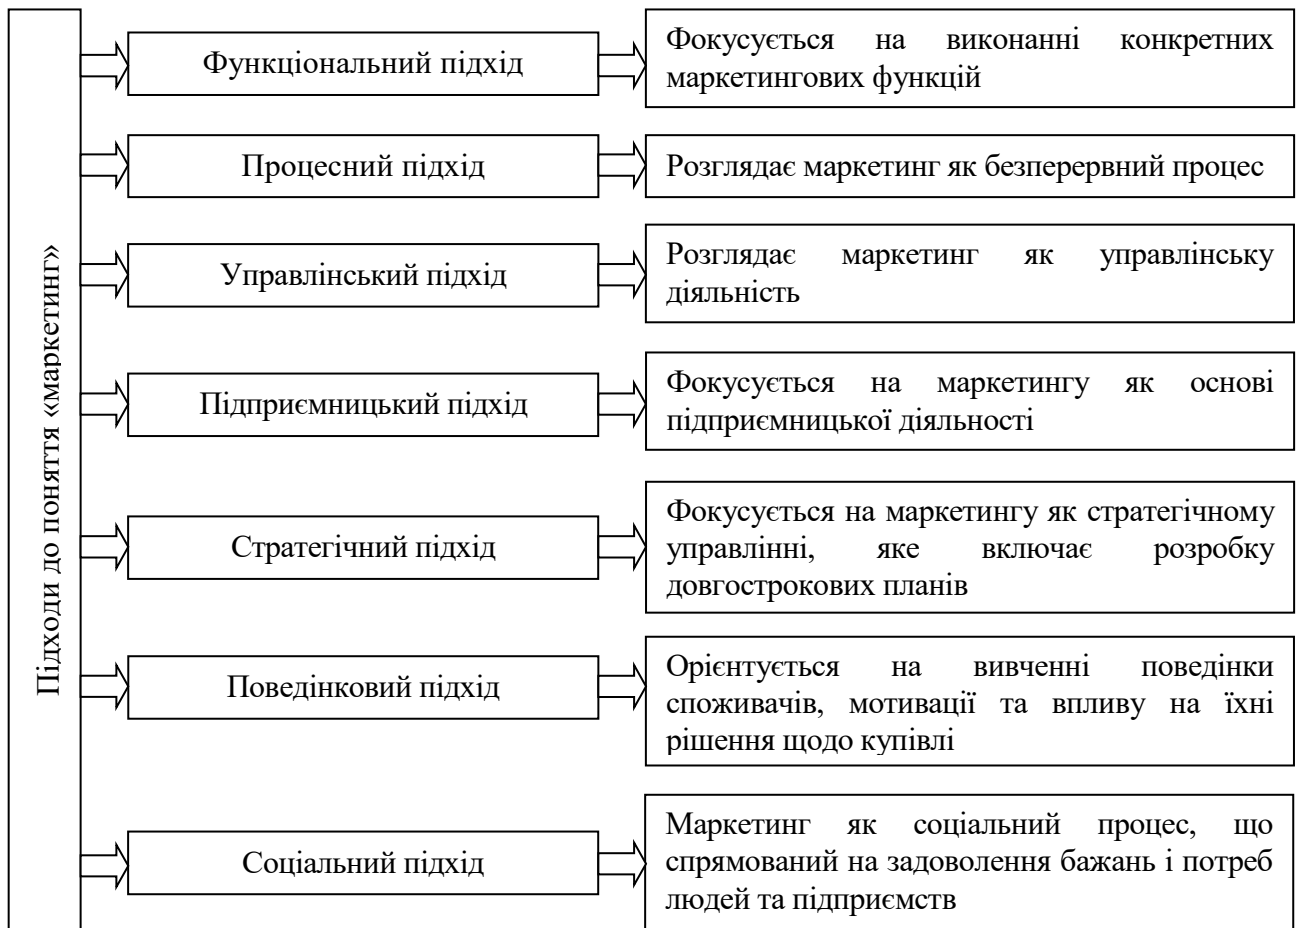 Підходи до поняття «маркетинг»
Функціональний підхід
Фокусується на виконанні конкретних
маркетингових функцій
Процесний підхід
Розглядає маркетинг як безперервний процес
Управлінський підхід
Розглядає маркетинг як управлінську
діяльність
Підприємницький підхід
Фокусується на маркетингу як основі
підприємницької діяльності
Стратегічний підхід
Фокусується на маркетингу як стратегічному
управлінні, яке включає розробку
довгострокових планів
Поведінковий підхід
Орієнтується на вивченні поведінки
споживачів, мотивації та впливу на їхні
рішення щодо купівлі
Соціальний підхід
Маркетинг як соціальний процес, що
спрямований на задоволення бажань і потреб
людей та підприємств